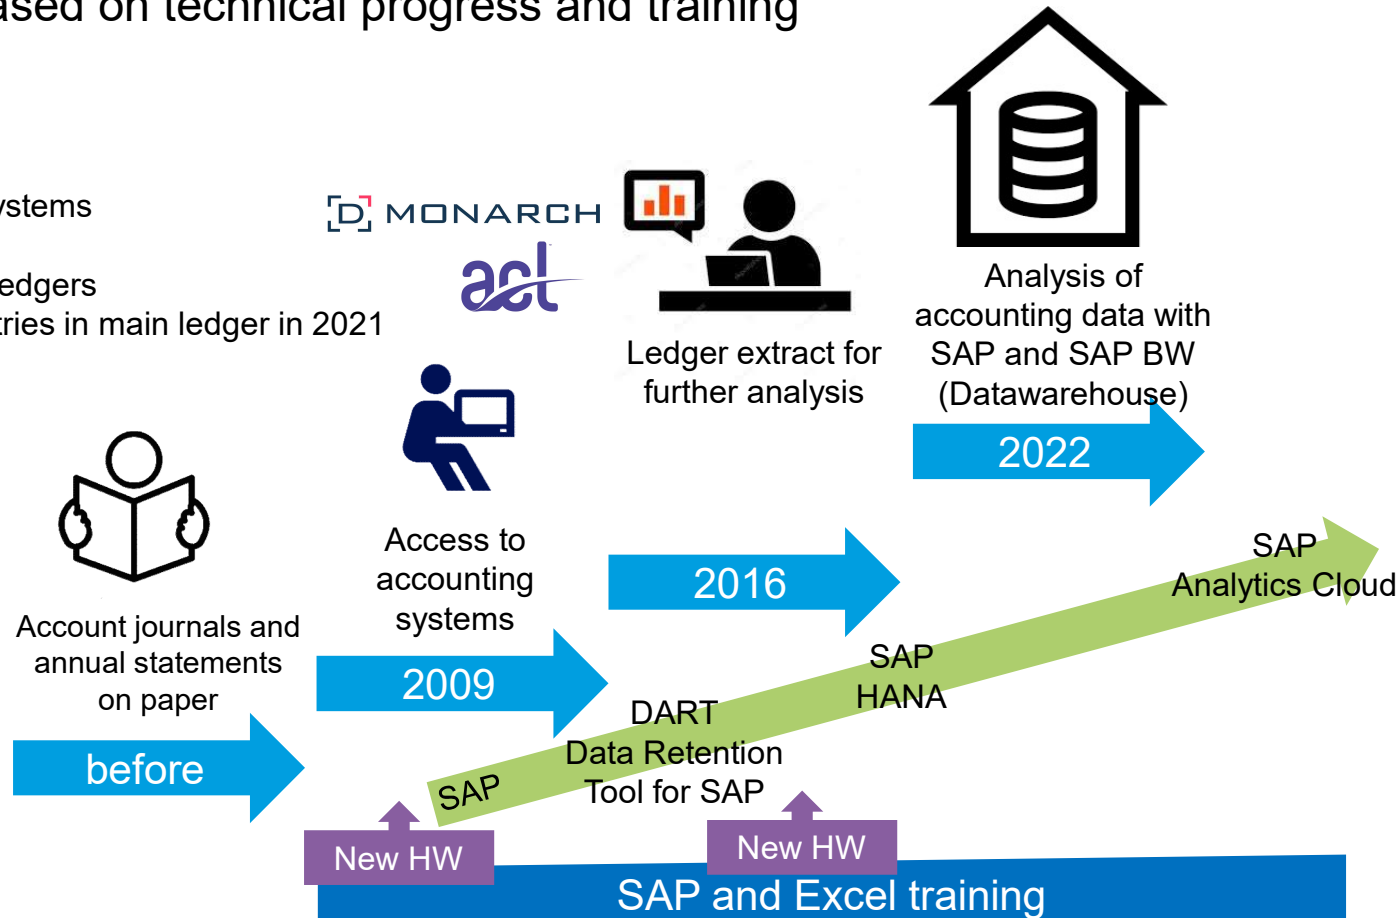 ased on technical progress and training
ystems
edgers
tries in main ledger in 2021
D MONARCH
acl
Ledger extract for
further analysis
Analysis of
accounting data with
SAP and SAP BW
(Datawarehouse)
2022
Access to
accounting
systems
2016
Account journals and
annual statements
on paper
2009
before
SAP
DART
Data Retention
Tool for SAP
SAP
HANA
SAP
Analytics Cloud
New HW
New HW
SAP and Excel training